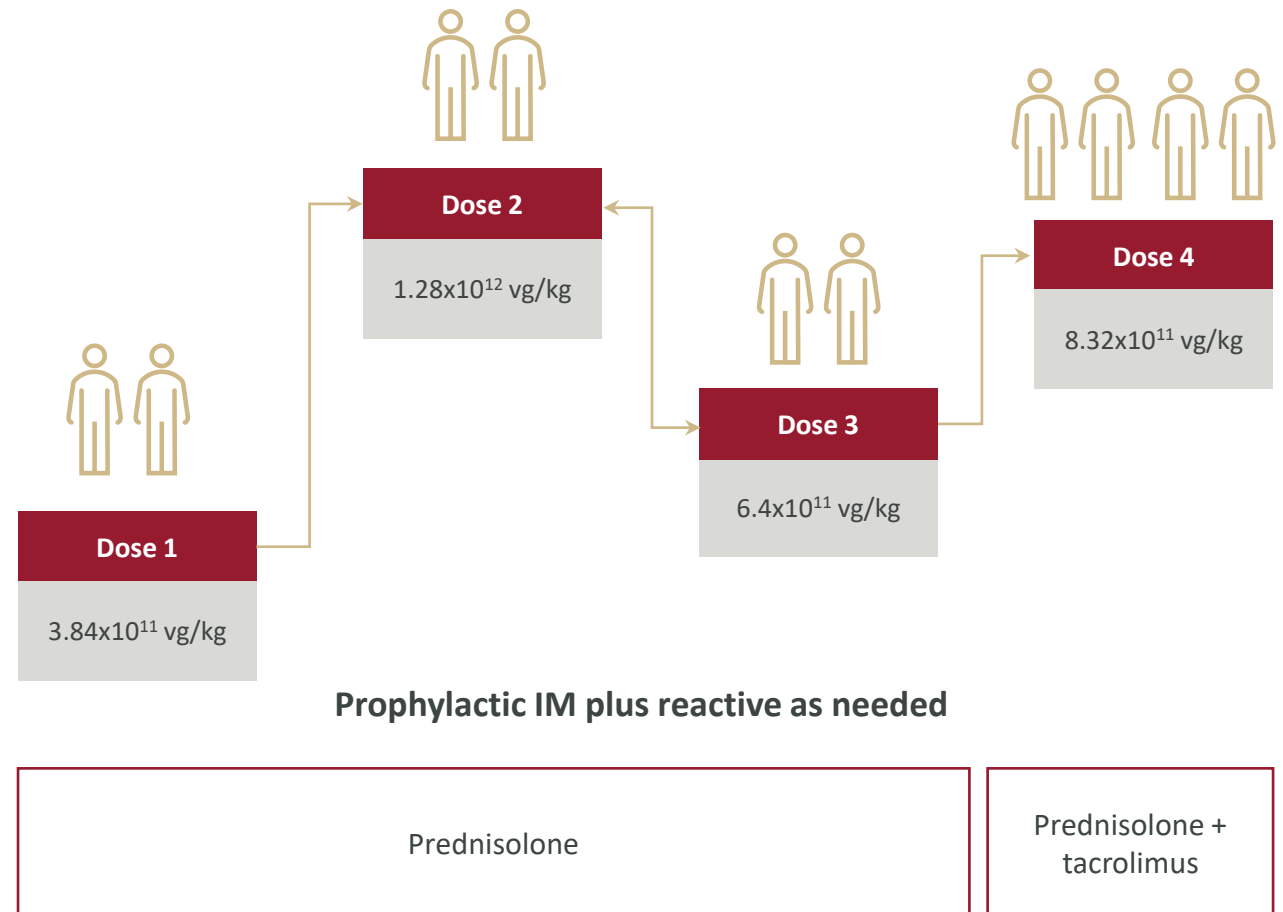 Dose 1
3.84x10¹¹ vg/kg
Dose 2
1.28x10¹² vg/kg
Dose 3
6.4x10¹¹ vg/kg
Dose 4
8.32x10¹¹ vg/kg
Prophylactic IM plus reactive as needed
Prednisolone
Prednisolone +
tacrolimus